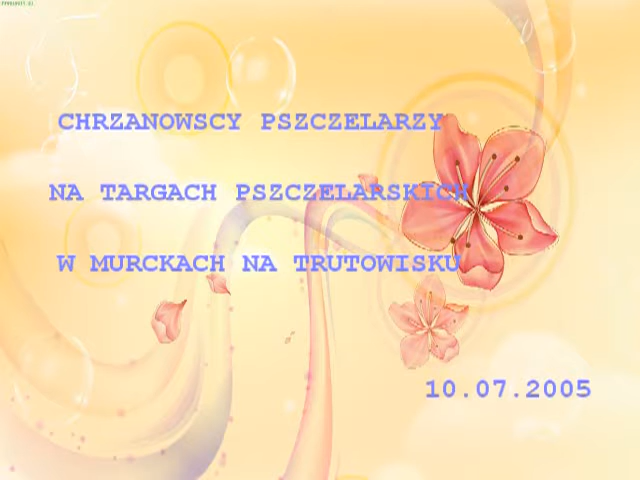 CHRZANOWSCY PSZCZELARZY
NA TARGACH PSZCZELARSKICH
W MURCKACH NA TRUTOWISKU
10.07.2005